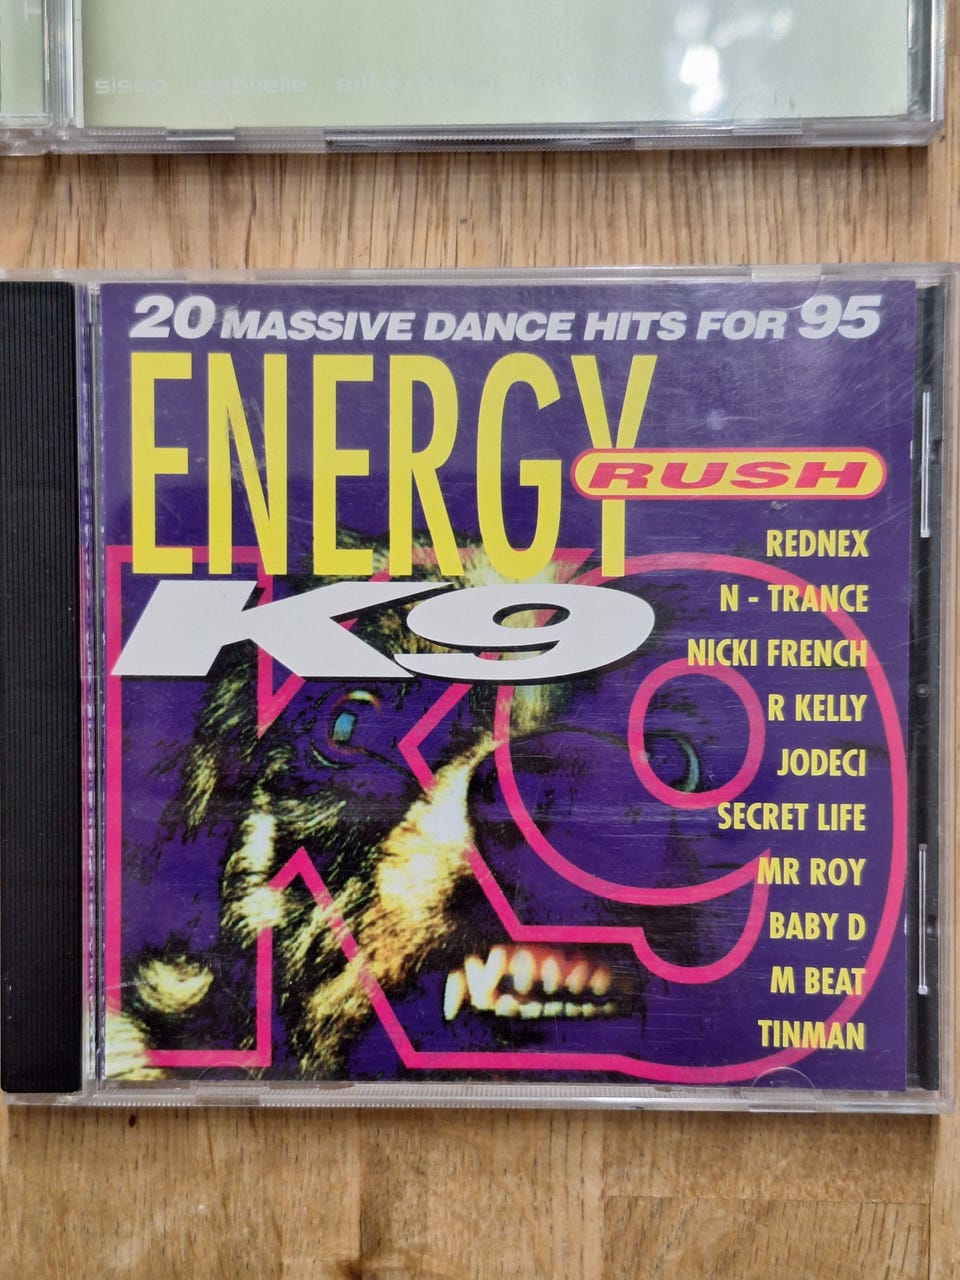 sisqo gabrielle
20 MASSIVE DANCE HITS FOR 95
ENERGY
RUSH
K9
REDNEX
N - TRANCE
NICKI FRENCH
R KELLY
JODECI
SECRET LIFE
MR ROY
BABY D
M BEAT
TINMAN